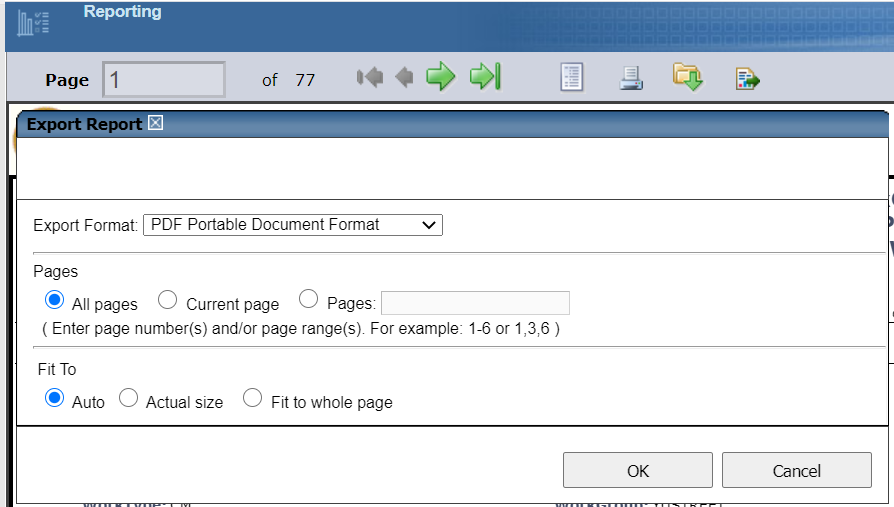 Reporting
Page 1 of 77
Export Report
Export Format: PDF Portable Document Format
Pages
All pages Current page Pages:
( Enter page number(s) and/or page range(s). For example: 1-6 or 1,3,6 )
Fit To
Auto Actual size Fit to whole page
OK Cancel